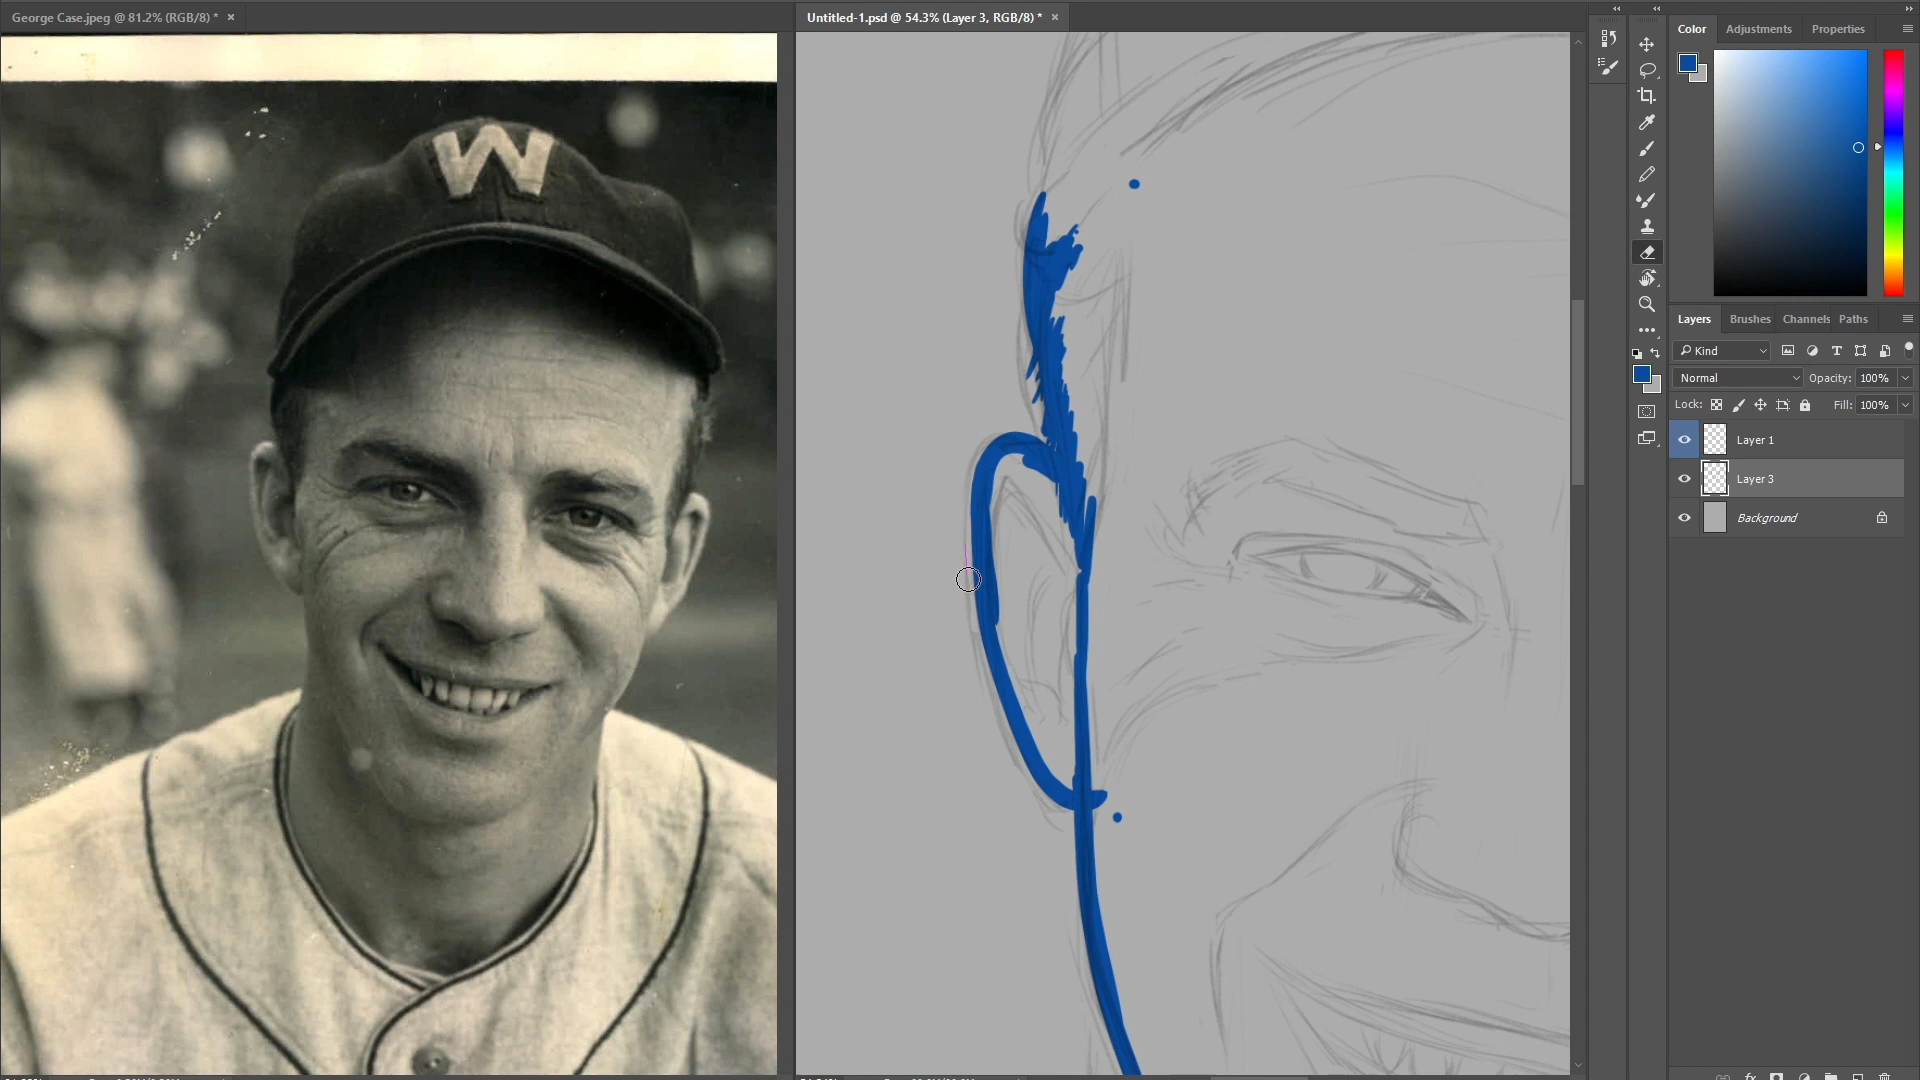 George Case.jpeg @ 81.2% (RGB/8) * ×
Untitled-1.psd @ 54.3% (Layer 3, RGB/8) * ×
W
Color Adjustments Properties
Layers Brushes Channels Paths
Kind
Normal Opacity: 100%
Lock: Fill: 100%
Layer 1
Layer 3
Background
fx